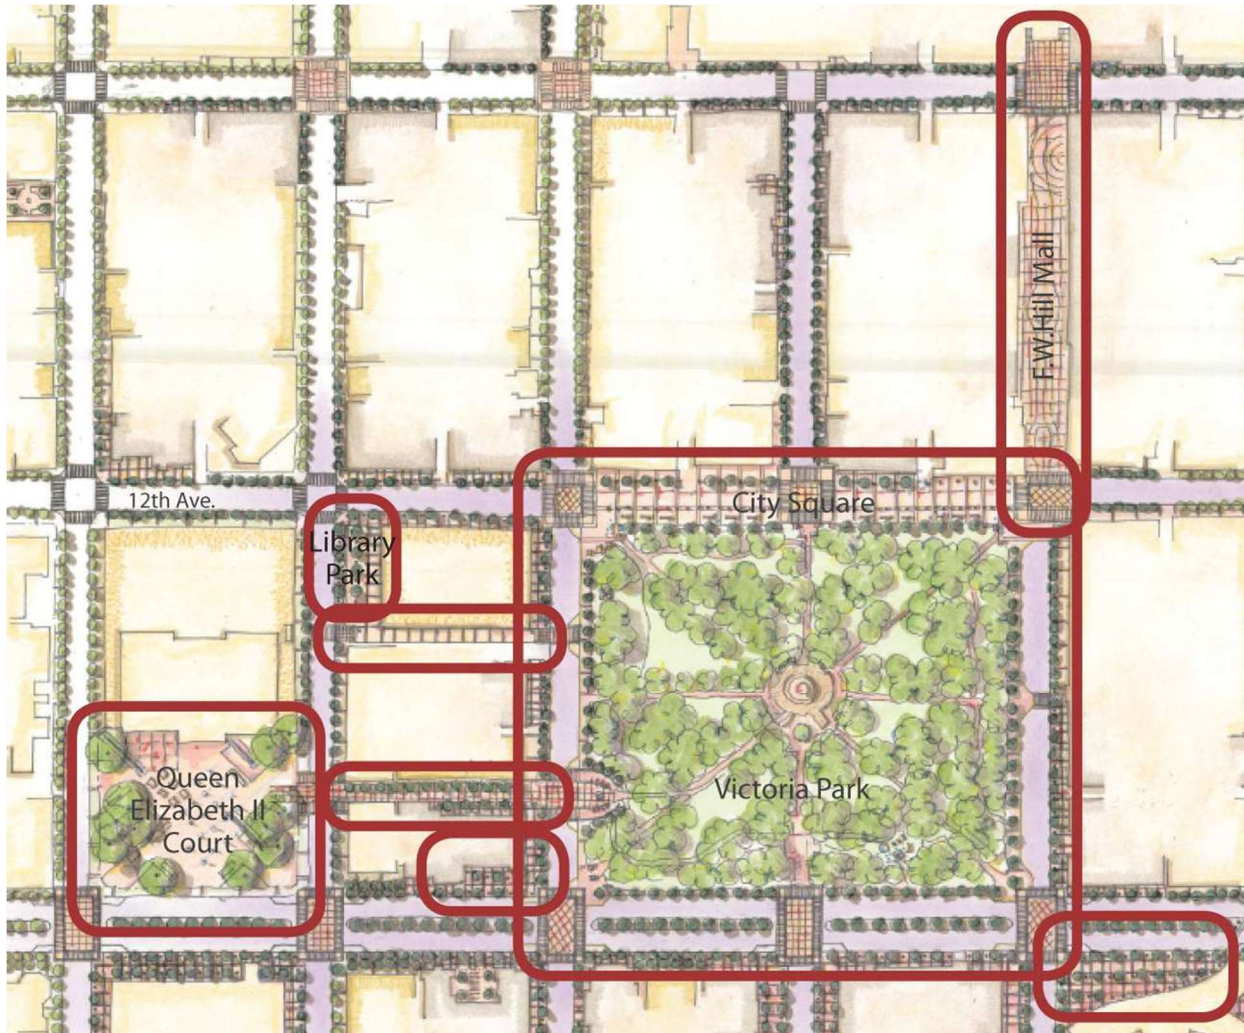 F.W.Hill Mall
12th Ave.
City Square
Library
Park
Queen
Elizabeth II
Court
Victoria Park